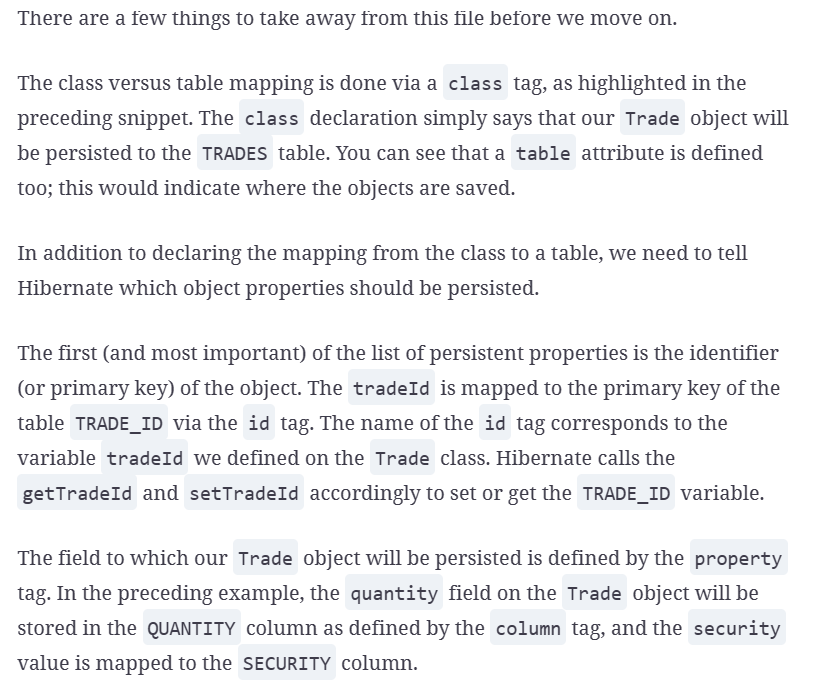 There are a few things to take away from this file before we move on.
The class versus table mapping is done via a class tag, as highlighted in the
preceding snippet. The class declaration simply says that our Trade object will
be persisted to the TRADES table. You can see that a table attribute is defined
too; this would indicate where the objects are saved.
In addition to declaring the mapping from the class to a table, we need to tell
Hibernate which object properties should be persisted.
The first (and most important) of the list of persistent properties is the identifier
(or primary key) of the object. The tradeId is mapped to the primary key of the
table TRADE_ID via the id tag. The name of the id tag corresponds to the
variable tradeId we defined on the Trade class. Hibernate calls the
getTradeId and setTradeId accordingly to set or get the TRADE_ID variable.
The field to which our Trade object will be persisted is defined by the property
tag. In the preceding example, the quantity field on the Trade object will be
stored in the QUANTITY column as defined by the column tag, and the security
value is mapped to the SECURITY column.